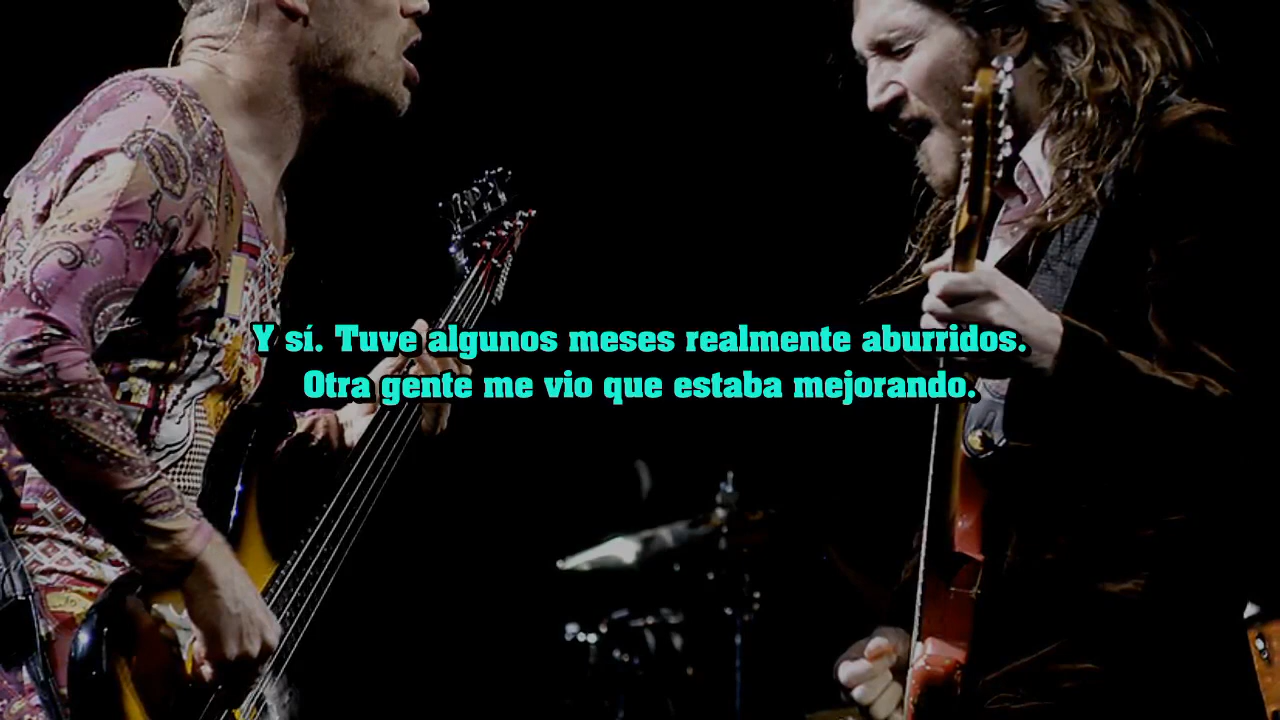 Y sí. Tuve algunos meses realmente aburridos.
Otra gente me vio que estaba mejorando.